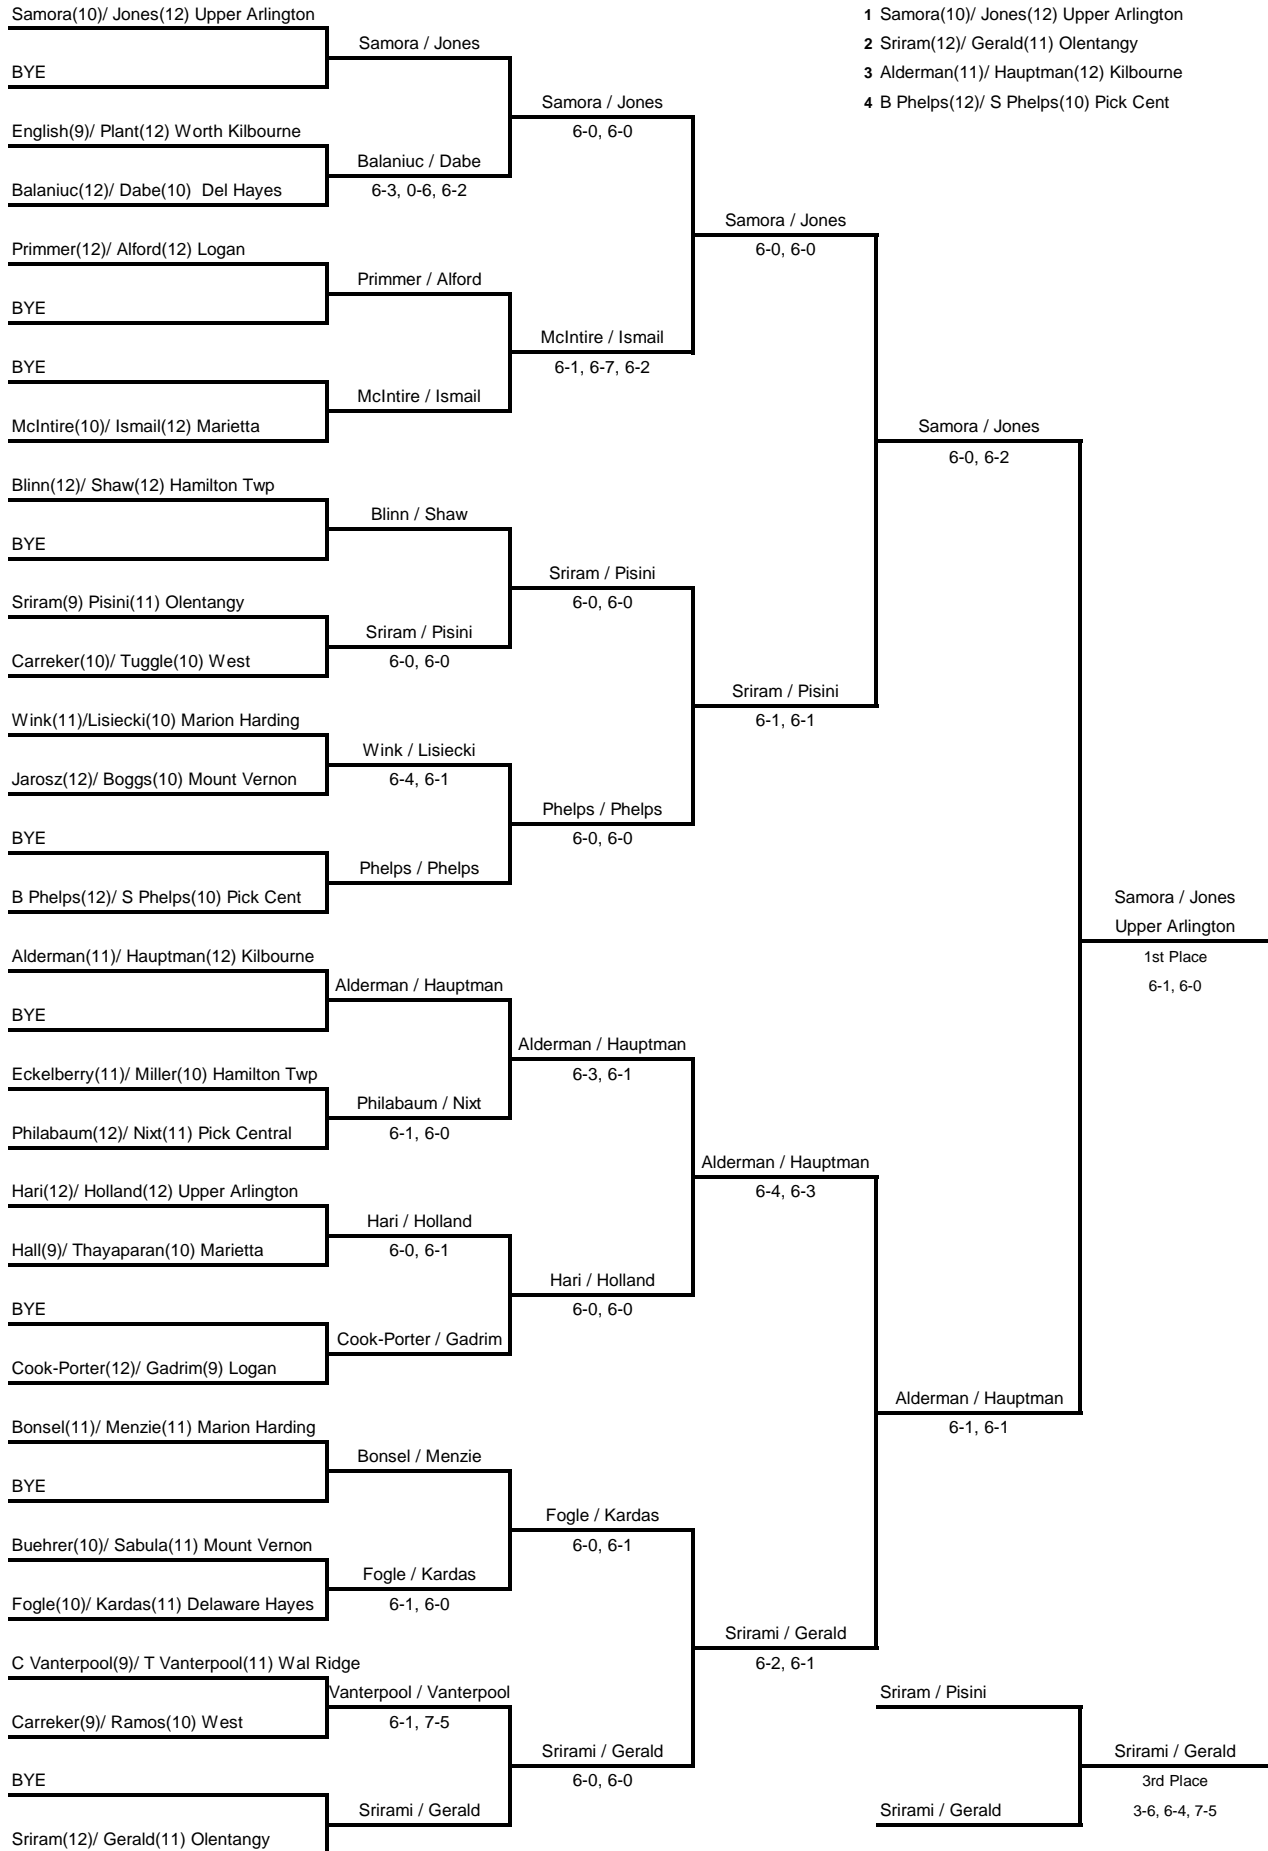 Samora(10)/ Jones(12) Upper Arlington
BYE
English(9)/ Plant(12) Worth Kilbourne
Balaniuc(12)/ Dabe(10)  Del Hayes
Primmer(12)/ Alford(12) Logan
BYE
BYE
McIntire(10)/ Ismail(12) Marietta
Blinn(12)/ Shaw(12) Hamilton Twp
BYE
Sriram(9) Pisini(11) Olentangy
Carreker(10)/ Tuggle(10) West
Wink(11)/Lisiecki(10) Marion Harding
Jarosz(12)/ Boggs(10) Mount Vernon
BYE
B Phelps(12)/ S Phelps(10) Pick Cent
Alderman(11)/ Hauptman(12) Kilbourne
BYE
Eckelberry(11)/ Miller(10) Hamilton Twp
Philabaum(12)/ Nixt(11) Pick Central
Hari(12)/ Holland(12) Upper Arlington
Hall(9)/ Thayaparan(10) Marietta
BYE
Cook-Porter(12)/ Gadrim(9) Logan
Bonsel(11)/ Menzie(11) Marion Harding
BYE
Buehrer(10)/ Sabula(11) Mount Vernon
Fogle(10)/ Kardas(11) Delaware Hayes
C Vanterpool(9)/ T Vanterpool(11) Wal Ridge
Carreker(9)/ Ramos(10) West
BYE
Sriram(12)/ Gerald(11) Olentangy
Samora / Jones
Balaniuc / Dabe
6-3, 0-6, 6-2
Primmer / Alford
McIntire / Ismail
Blinn / Shaw
Sriram / Pisini
6-0, 6-0
Wink / Lisiecki
6-4, 6-1
Phelps / Phelps
Alderman / Hauptman
Philabaum / Nixt
6-1, 6-0
Hari / Holland
6-0, 6-1
Cook-Porter / Gadrim
Bonsel / Menzie
Fogle / Kardas
6-1, 6-0
Vanterpool / Vanterpool
6-1, 7-5
Srirami / Gerald
Samora / Jones
6-0, 6-0
McIntire / Ismail
6-1, 6-7, 6-2
Sriram / Pisini
6-0, 6-0
Phelps / Phelps
6-0, 6-0
Alderman / Hauptman
6-3, 6-1
Hari / Holland
6-0, 6-0
Fogle / Kardas
6-0, 6-1
Srirami / Gerald
6-0, 6-0
Samora / Jones
6-0, 6-0
Sriram / Pisini
6-1, 6-1
Alderman / Hauptman
6-4, 6-3
Srirami / Gerald
6-2, 6-1
1 Samora(10)/ Jones(12) Upper Arlington
2 Sriram(12)/ Gerald(11) Olentangy
3 Alderman(11)/ Hauptman(12) Kilbourne
4 B Phelps(12)/ S Phelps(10) Pick Cent
Samora / Jones
6-0, 6-2
Alderman / Hauptman
6-1, 6-1
Samora / Jones
Upper Arlington
1st Place
6-1, 6-0
Sriram / Pisini
Srirami / Gerald
Srirami / Gerald
3rd Place
3-6, 6-4, 7-5